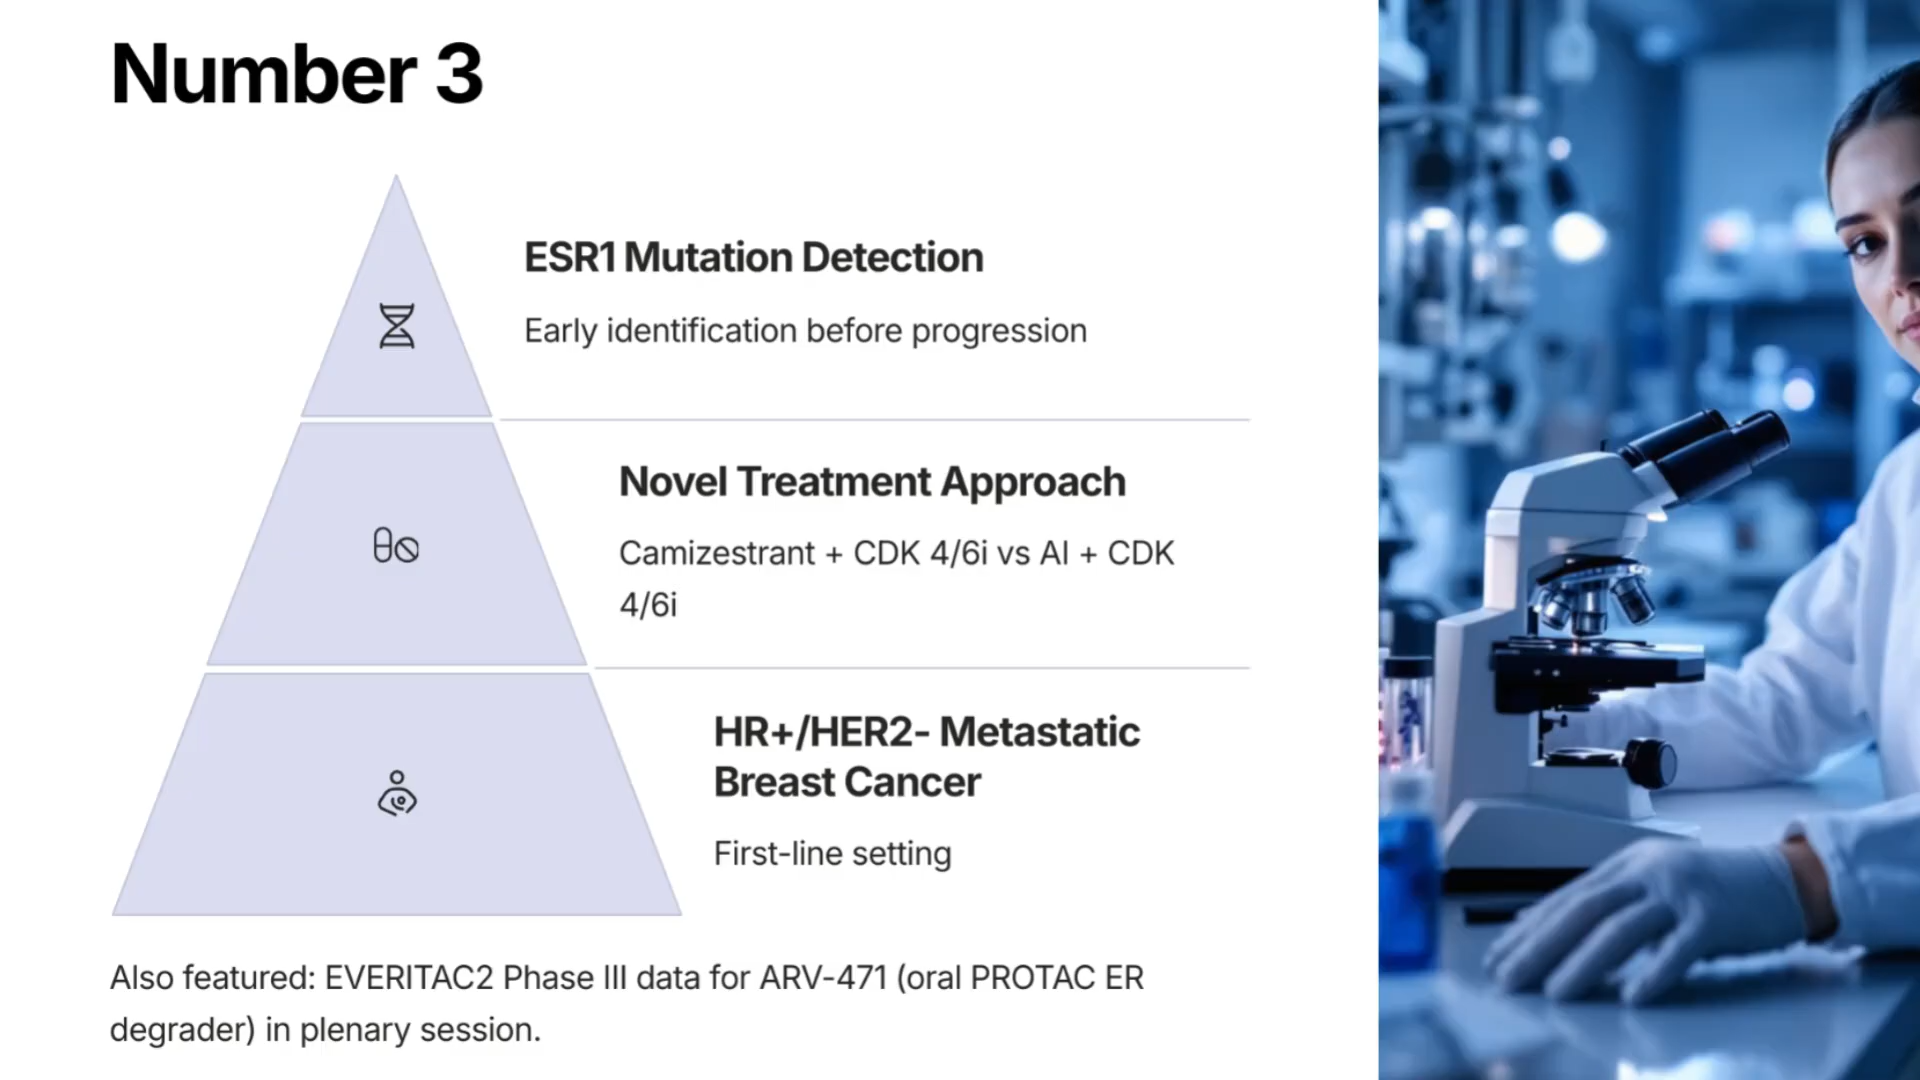 Number 3
ESR1 Mutation Detection
Early identification before progression
Novel Treatment Approach
Camizestrant + CDK 4/6i vs AI + CDK
4/6i
HR+/HER2- Metastatic
Breast Cancer
First-line setting
Also featured: EVERITAC2 Phase III data for ARV-471 (oral PROTAC ER
degrader) in plenary session.